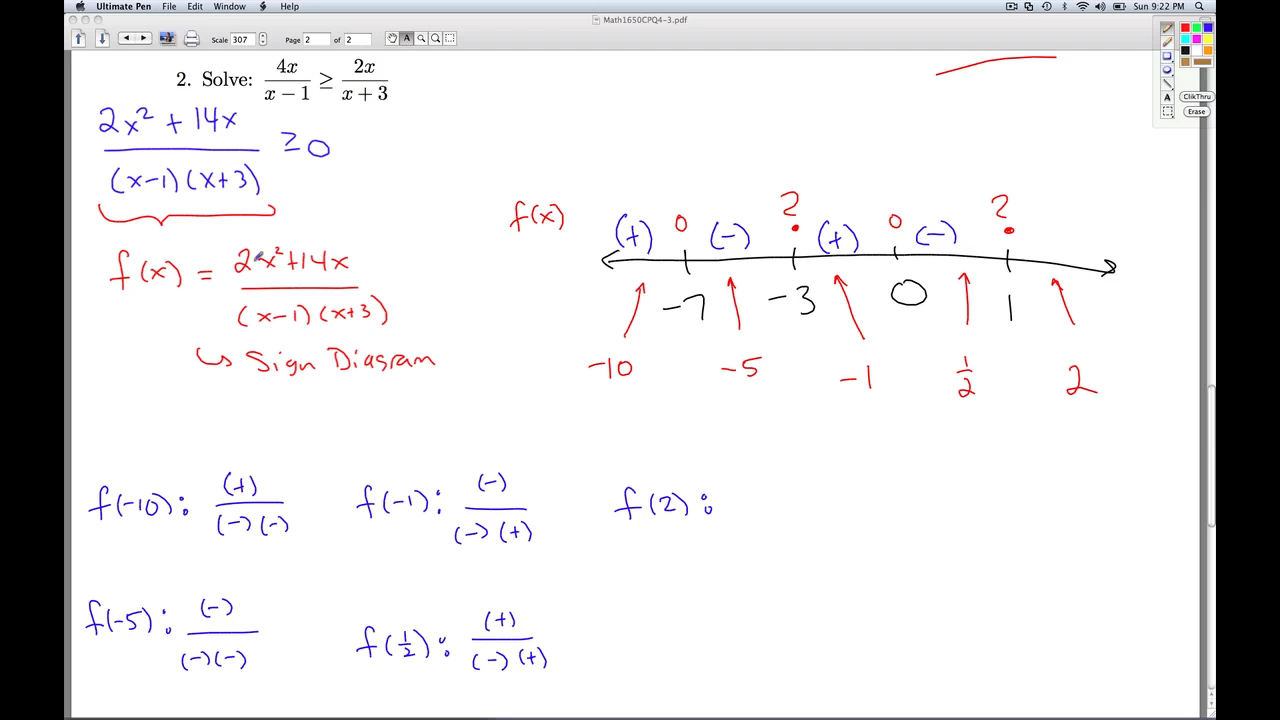 Ultimate Pen File Edit Window Help Sun 9:22 PM
Math1650CPQ4-3.pdf
Scale 307 Page 2 of 2
ClikThru
Erase
2. Solve: 4x/(x − 1) ≥ 2x/(x + 3)
(2x² + 14x)/((x-1)(x+3)) ≥ 0
f(x) = (2x²+14x)/((x-1)(x+3))
↳ Sign Diagram
f(x) (+) 0 (-) ? (+) 0 (-) ?
-7 -3 0 1
-10 -5 -1 1/2 2
f(-10): (+)/((-)(-)) f(-1): (-)/((-)(+)) f(2):
f(-5): (-)/((-)(-)) f(1/2): (+)/((-)(+))